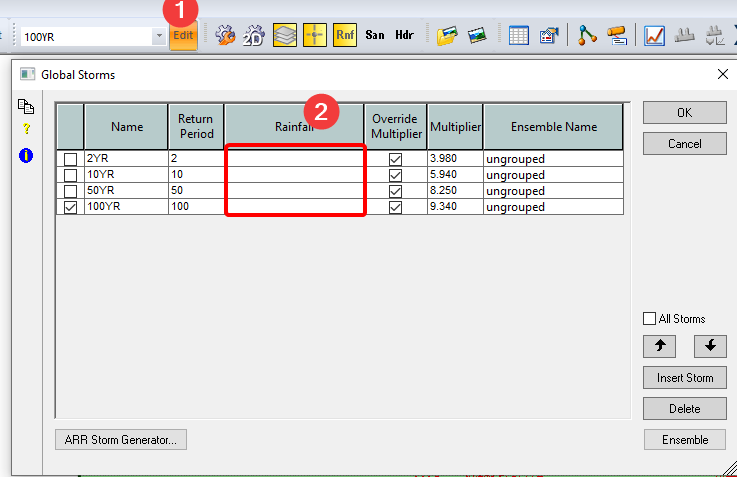 1
100YR Edit 2D Rnf San Hdr
Global Storms
2
Name Return Period Rainfall Override Multiplier Multiplier Ensemble Name
2YR 2 3.980 ungrouped
10YR 10 5.940 ungrouped
50YR 50 8.250 ungrouped
100YR 100 9.340 ungrouped
OK
Cancel
All Storms
Insert Storm
Delete
ARR Storm Generator...
Ensemble